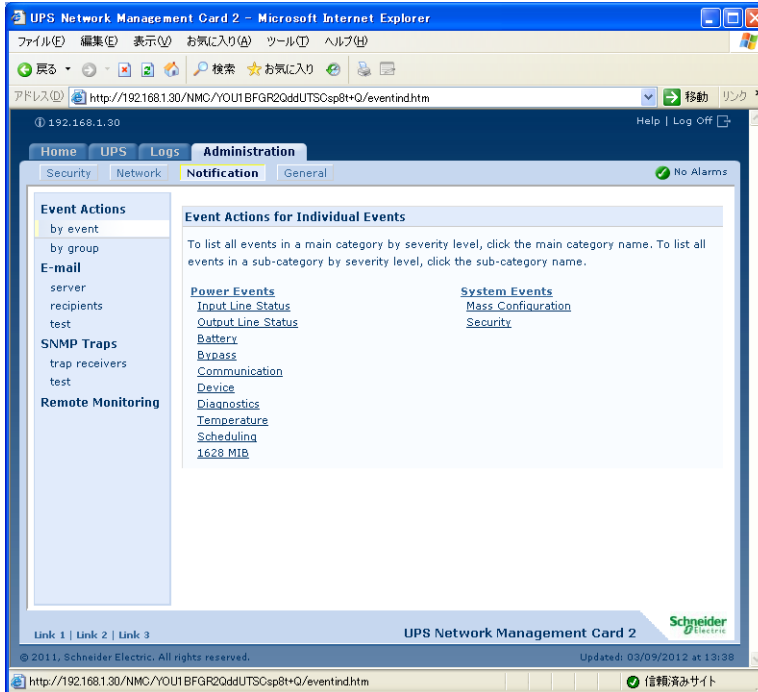 UPS Network Management Card 2 - Microsoft Internet Explorer
ファイル(F) 編集(E) 表示(V) お気に入り(A) ツール(T) ヘルプ(H)
戻る 検索 お気に入り
アドレス(D) http://192.168.1.30/NMC/YOU1BFGR2QddUTSCsp8t+Q/eventind.htm 移動 リンク
192.168.1.30 Help | Log Off
Home UPS Logs Administration
Security Network Notification General No Alarms
Event Actions
by event
by group
E-mail
server
recipients
test
SNMP Traps
trap receivers
test
Remote Monitoring
Event Actions for Individual Events
To list all events in a main category by severity level, click the main category name. To list all
events in a sub-category by severity level, click the sub-category name.
Power Events
Input Line Status
Output Line Status
Battery
Bypass
Communication
Device
Diagnostics
Temperature
Scheduling
1628 MIB
System Events
Mass Configuration
Security
Link 1 | Link 2 | Link 3
UPS Network Management Card 2
Schneider
Electric
© 2011, Schneider Electric. All rights reserved.
Updated: 03/09/2012 at 13:38
http://192.168.1.30/NMC/YOU1BFGR2QddUTSCsp8t+Q/eventind.htm
信頼済みサイト